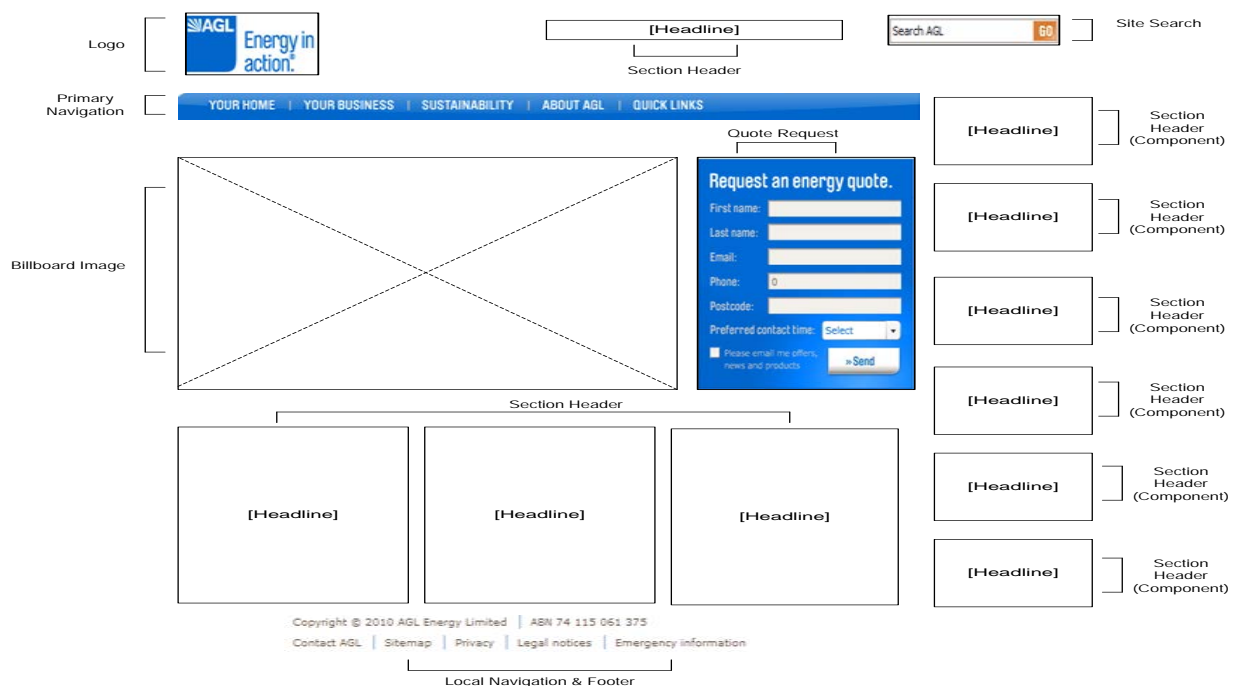 Logo
AGL
Energy in
action.®
[Headline]
Section Header
Search AGL
GO
Site Search
Primary
Navigation
YOUR HOME | YOUR BUSINESS | SUSTAINABILITY | ABOUT AGL | QUICK LINKS
Quote Request
Billboard Image
Request an energy quote.
First name:
Last name:
Email:
Phone:
0
Postcode:
Preferred contact time:
Select
Please email me offers,
news and products
» Send
[Headline]
Section
Header
(Component)
[Headline]
Section
Header
(Component)
[Headline]
Section
Header
(Component)
[Headline]
Section
Header
(Component)
[Headline]
Section
Header
(Component)
[Headline]
Section
Header
(Component)
Section Header
[Headline]
[Headline]
[Headline]
Copyright © 2010 AGL Energy Limited | ABN 74 115 061 375
Contact AGL | Sitemap | Privacy | Legal notices | Emergency information
Local Navigation & Footer